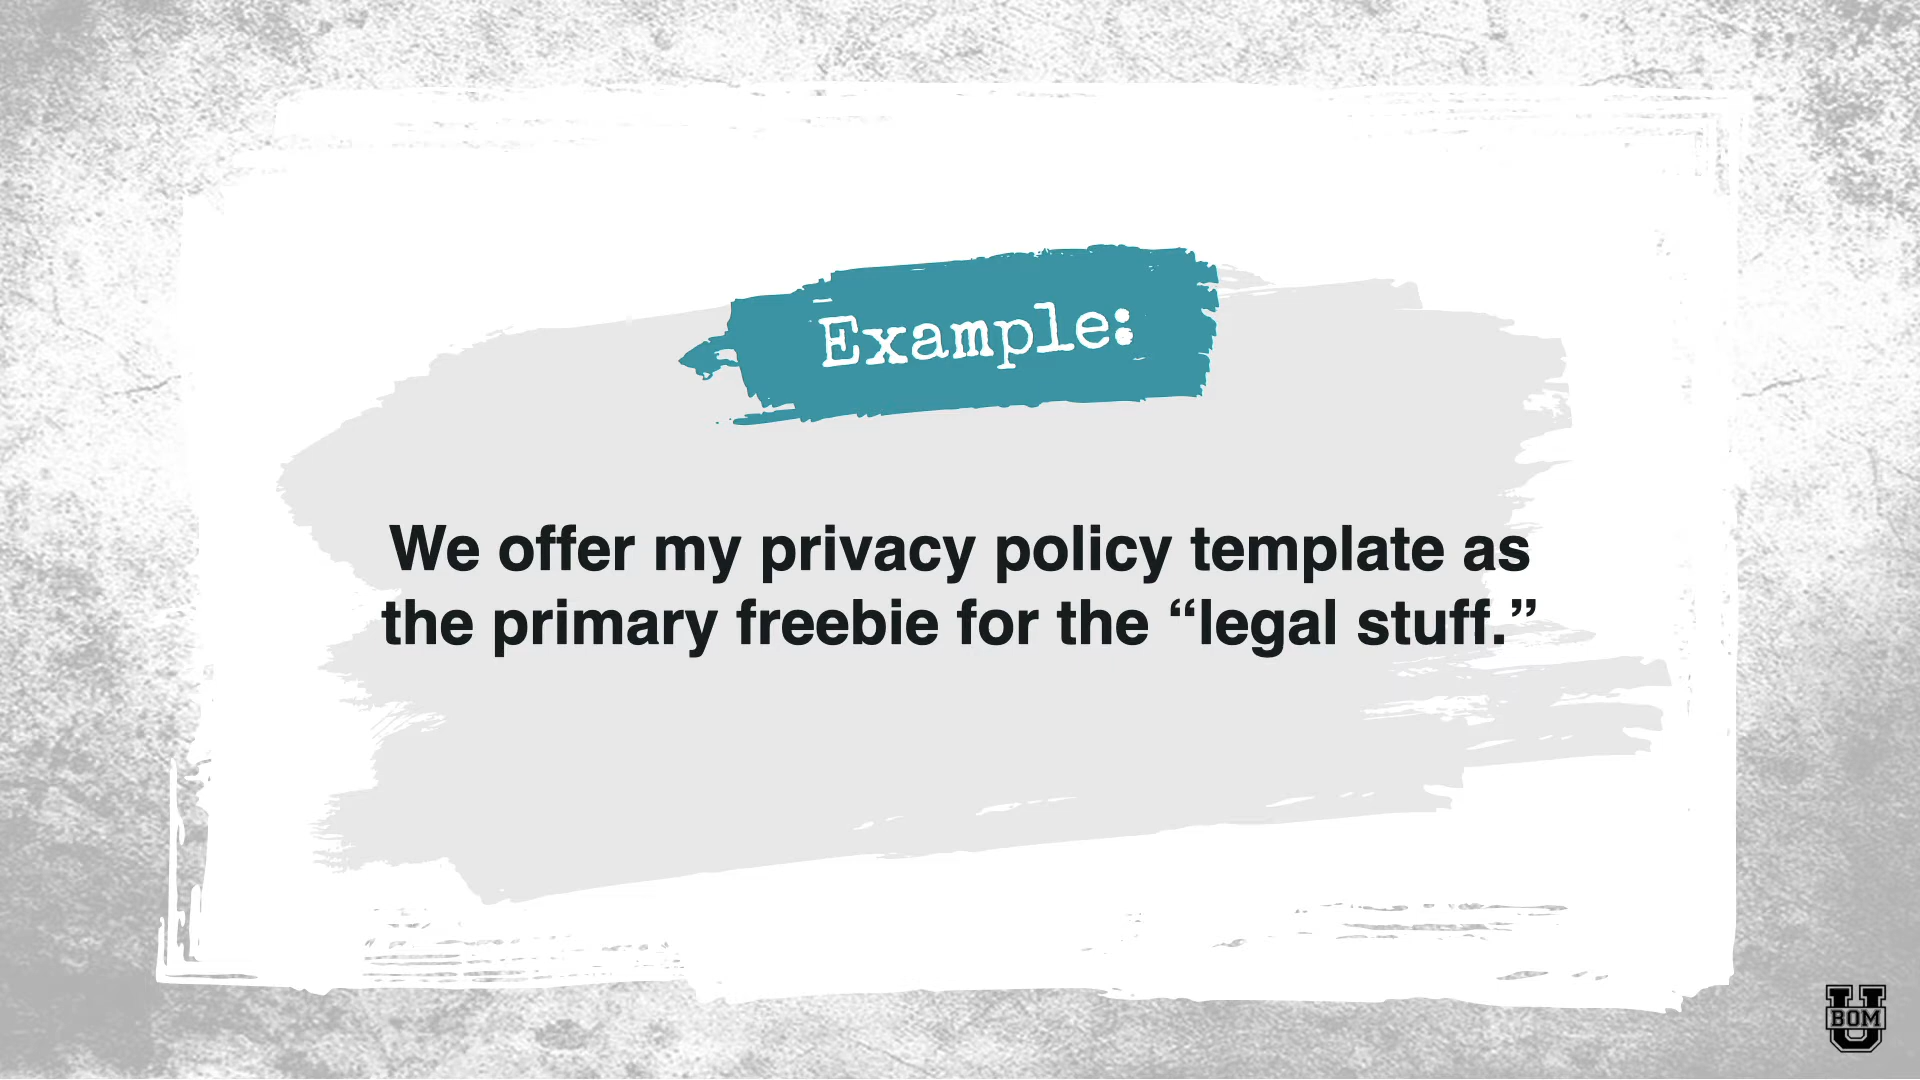 Example:
We offer my privacy policy template as
the primary freebie for the “legal stuff.”
U
BOM